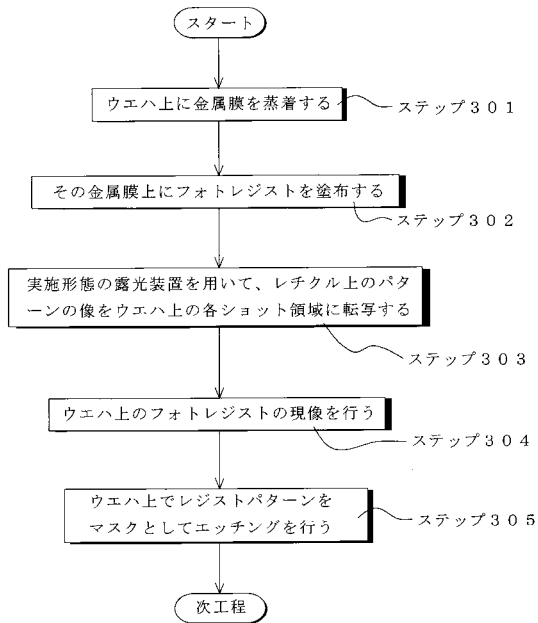 スタート
ウエハ上に金属膜を蒸着する
ステップ301
その金属膜上にフォトレジストを塗布する
ステップ302
実施形態の露光装置を用いて、レチクル上のパタ
ーンの像をウエハ上の各ショット領域に転写する
ステップ303
ウエハ上のフォトレジストの現像を行う
ステップ304
ウエハ上でレジストパターンを
マスクとしてエッチングを行う
ステップ305
次工程